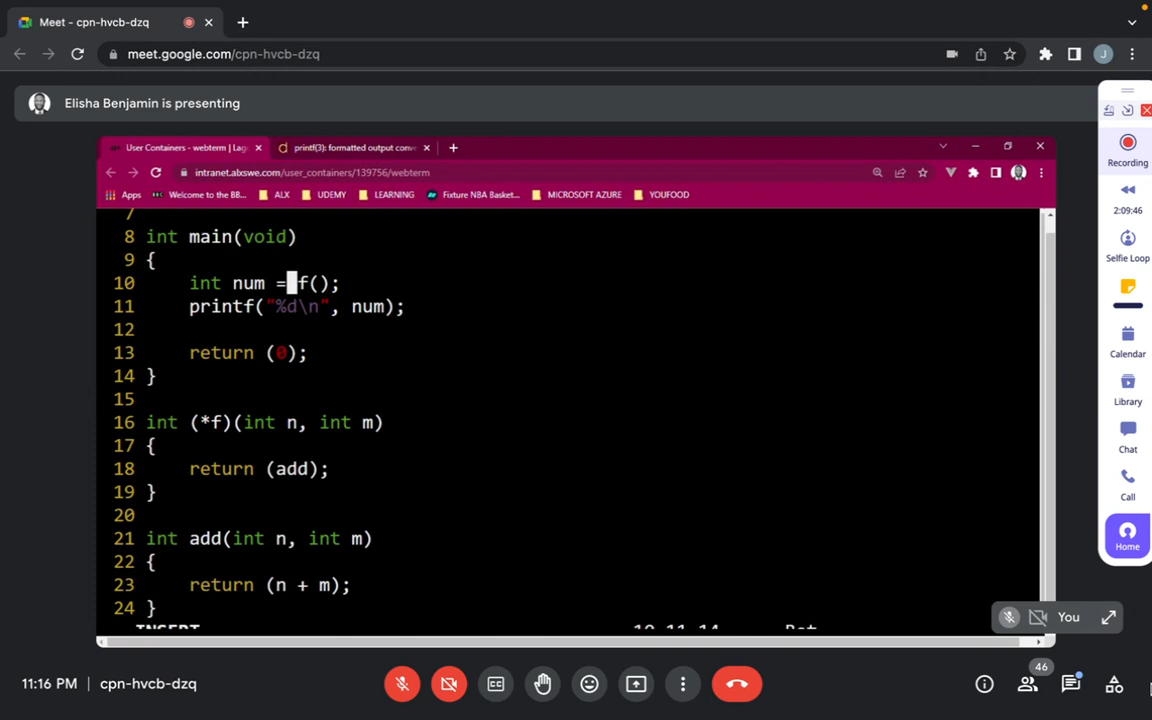 Meet - cpn-hvcb-dzq
meet.google.com/cpn-hvcb-dzq
J
Elisha Benjamin is presenting
User Containers - webterm | Lag
printf(3): formatted output conv
intranet.alxswe.com/user_containers/139756/webterm
Apps Welcome to the BB... ALX UDEMY LEARNING Fixture NBA Basket... MICROSOFT AZURE YOUFOOD
7
8 int main(void)
9 {
10 int num = f();
11 printf("%d\n", num);
12
13 return (0);
14 }
15
16 int (*f)(int n, int m)
17 {
18 return (add);
19 }
20
21 int add(int n, int m)
22 {
23 return (n + m);
24 }
INSERT
Recording
2:09:46
Selfie Loop
Calendar
Library
Chat
Call
Home
You
11:16 PM | cpn-hvcb-dzq
46